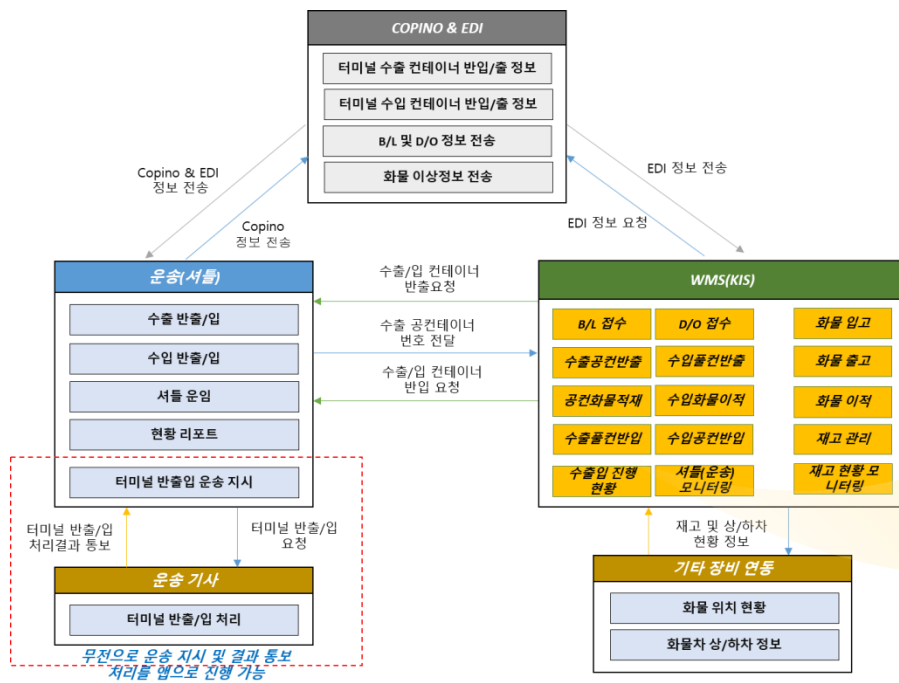 COPINO & EDI
터미널 수출 컨테이너 반입/출 정보
터미널 수입 컨테이너 반입/출 정보
B/L 및 D/O 정보 전송
화물 이상정보 전송
Copino & EDI
정보 전송
Copino
정보 전송
EDI 정보 전송
EDI 정보 요청
운송(셔틀)
수출 반출/입
수입 반출/입
셔틀 운임
현황 리포트
터미널 반출입 운송 지시
수출/입 컨테이너
반출요청
수출 공컨테이너
번호 전달
수출/입 컨테이너
반입 요청
WMS(KIS)
B/L 접수
D/O 접수
화물 입고
수출공컨반출
수입풀컨반출
화물 출고
공컨화물적재
수입화물이적
화물 이적
수출풀컨반입
수입공컨반입
재고 관리
수출입 진행
현황
셔틀(운송)
모니터링
재고 현황 모
니터링
터미널 반출/입
처리결과 통보
터미널 반출/입
요청
재고 및 상/하차
현황 정보
운송 기사
터미널 반출/입 처리
무전으로 운송 지시 및 결과 통보
처리를 앱으로 진행 가능
기타 장비 연동
화물 위치 현황
화물차 상/하차 정보